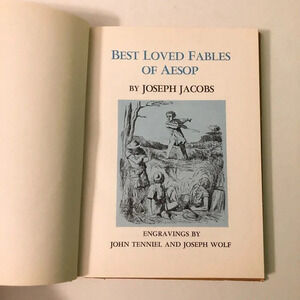 BEST LOVED FABLES
OF AESOP
BY JOSEPH JACOBS
ENGRAVINGS BY
JOHN TENNIEL AND JOSEPH WOLF